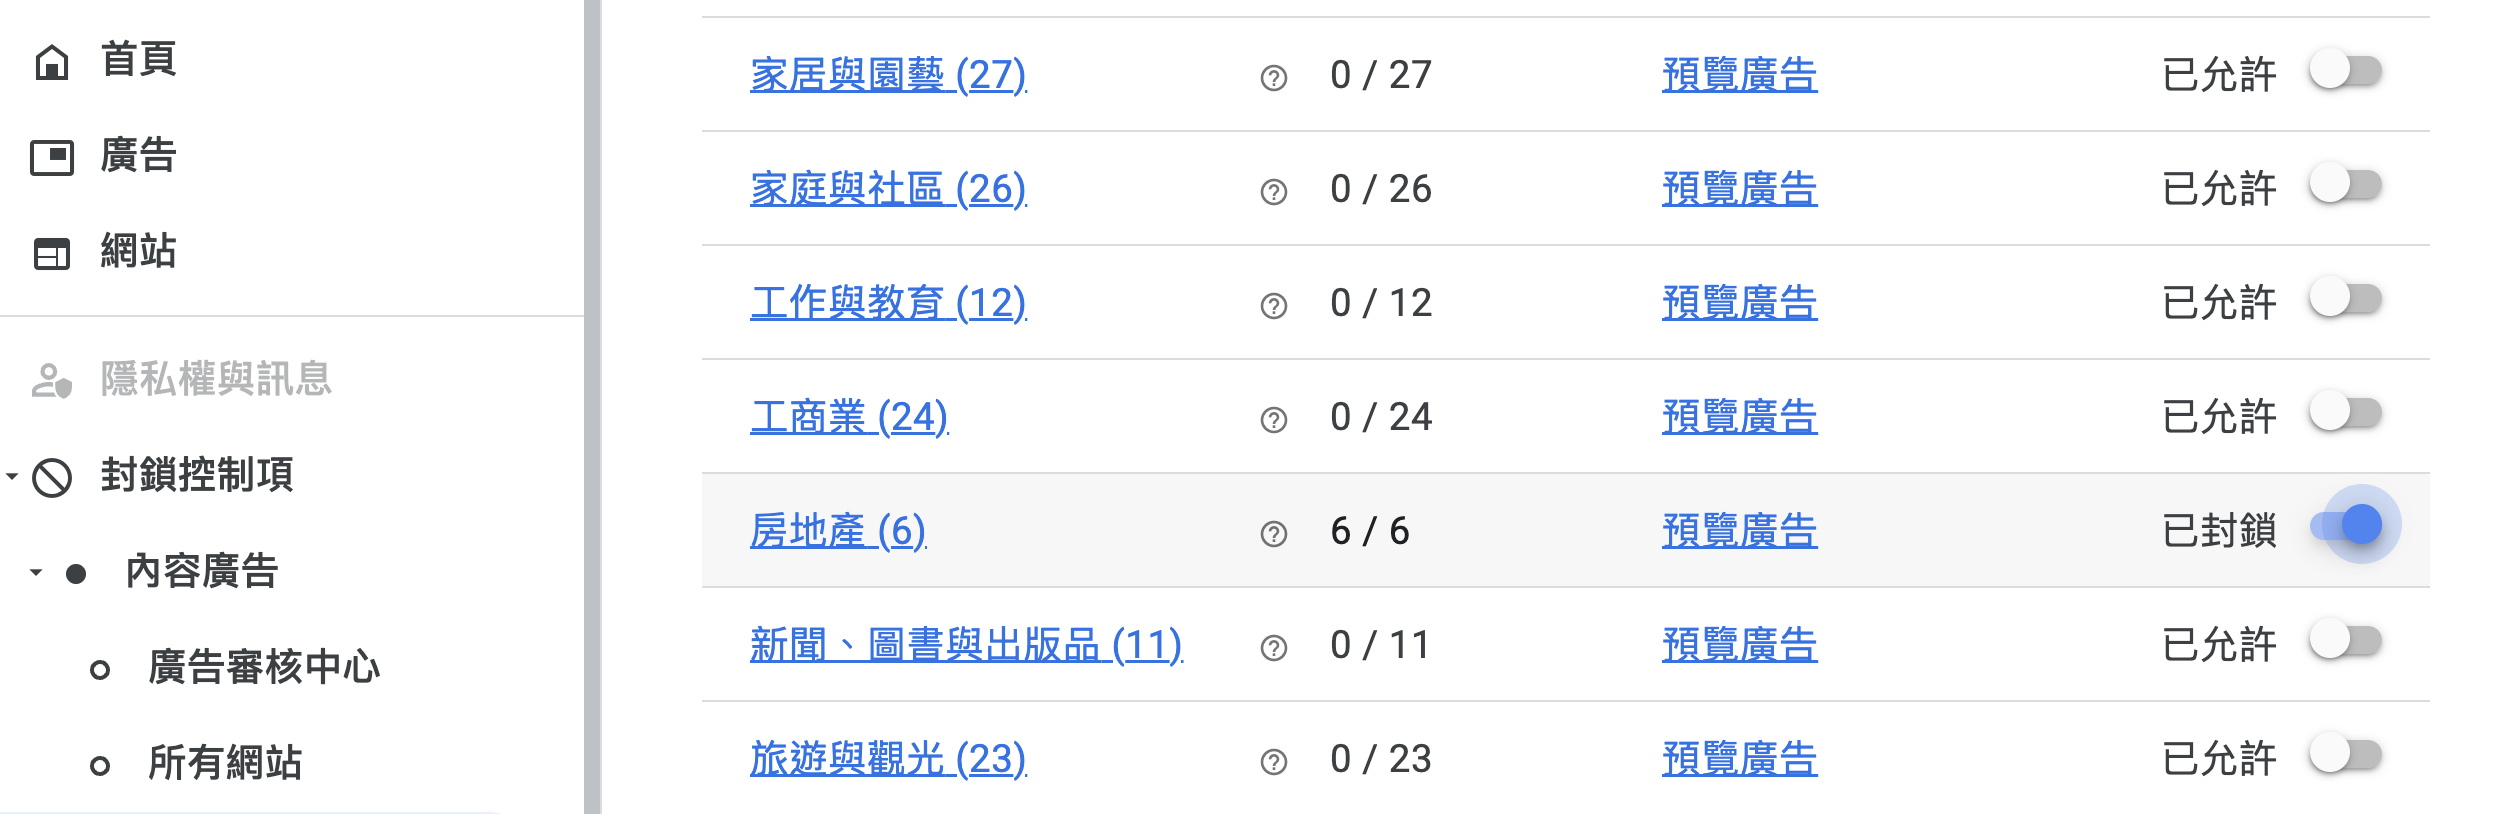 首頁
廣告
網站
隱私權與訊息
封鎖控制項
內容廣告
廣告審核中心
所有網站
家居與園藝 (27) 0 / 27 預覽廣告 已允許
家庭與社區 (26) 0 / 26 預覽廣告 已允許
工作與教育 (12) 0 / 12 預覽廣告 已允許
工商業 (24) 0 / 24 預覽廣告 已允許
房地產 (6) 6 / 6 預覽廣告 已封鎖
新聞、圖書與出版品 (11) 0 / 11 預覽廣告 已允許
旅遊與觀光 (23) 0 / 23 預覽廣告 已允許